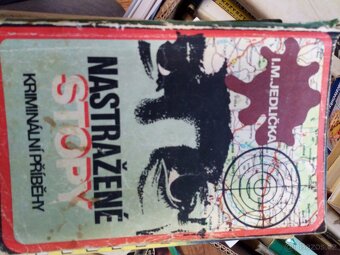 I. M. JEDLIČKA
NASTRAŽENÉ
STOPY
KRIMINÁLNÍ PŘÍBĚHY